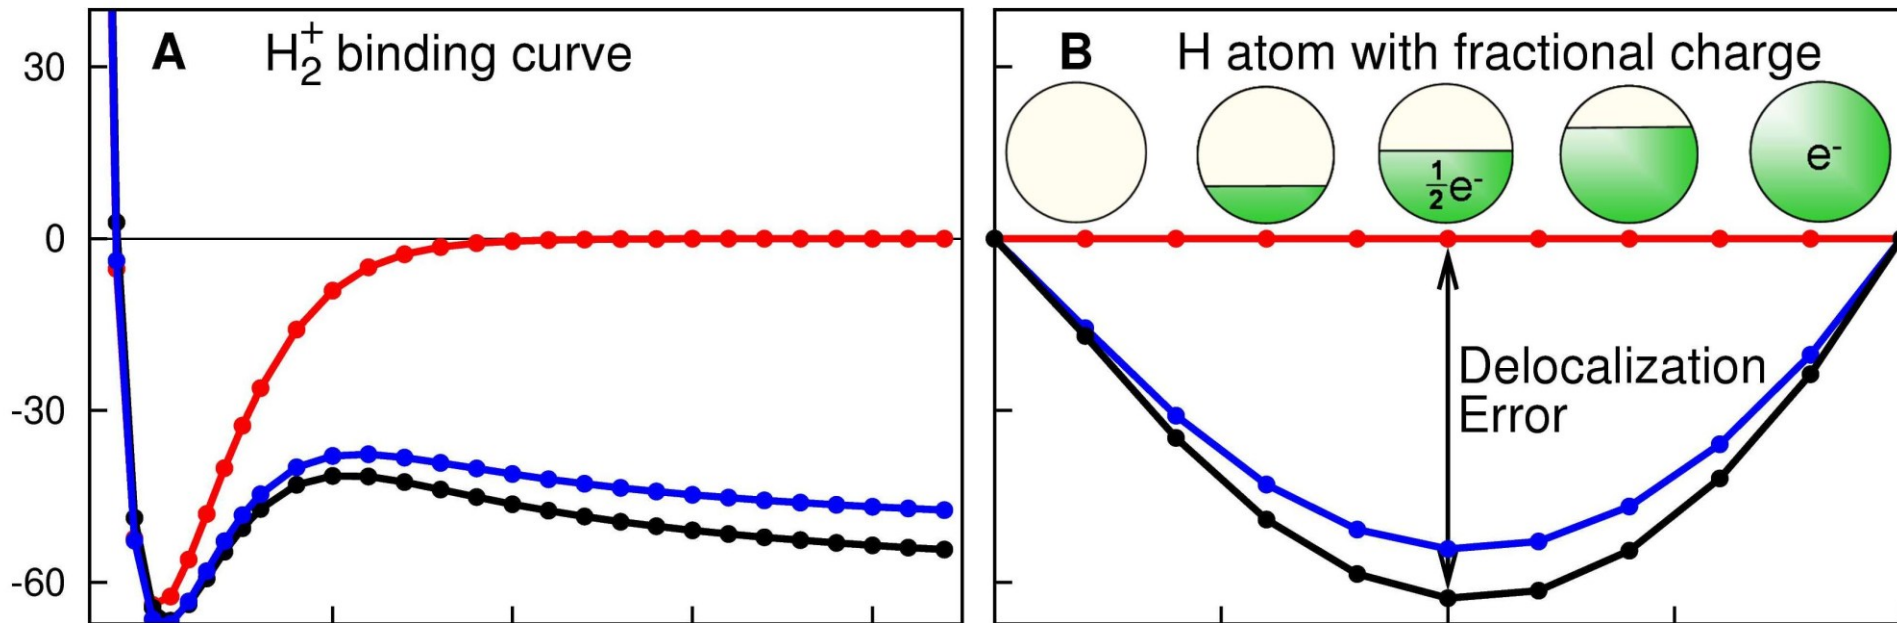 A H₂⁺ binding curve
30
0
-30
-60
B H atom with fractional charge
½e⁻
e⁻
Delocalization
Error